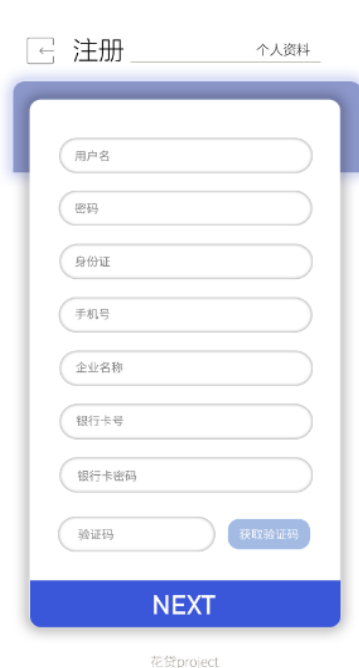 注册 个人资料
用户名
密码
身份证
手机号
企业名称
银行卡号
银行卡密码
验证码 获取验证码
NEXT
花贷project